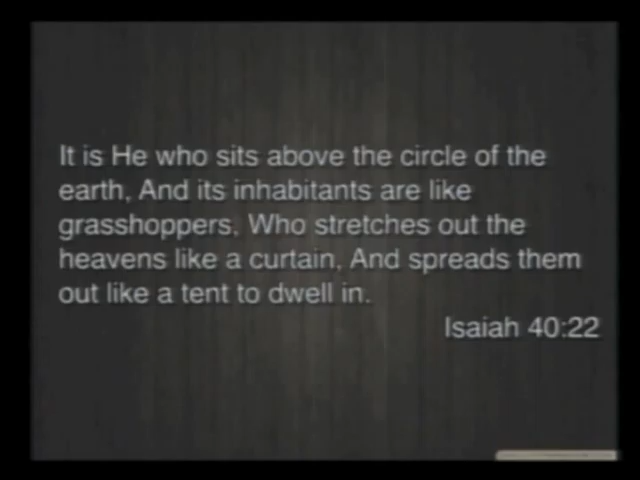 It is He who sits above the circle of the
earth, And its inhabitants are like
grasshoppers, Who stretches out the
heavens like a curtain, And spreads them
out like a tent to dwell in.
Isaiah 40:22